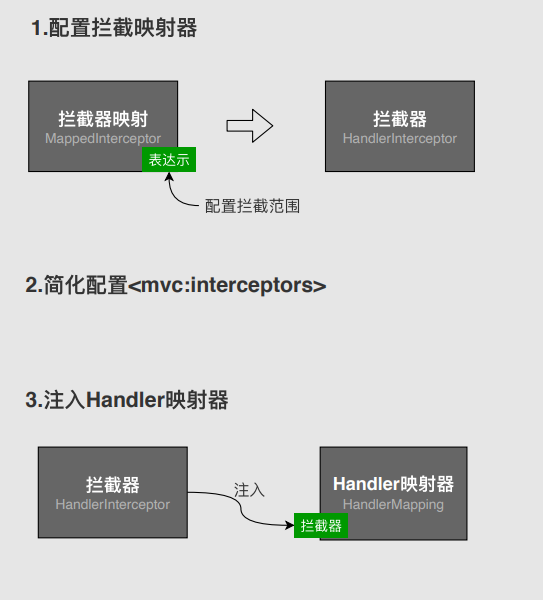 1.配置拦截映射器
拦截器映射
MappedInterceptor
表达示
配置拦截范围
拦截器
HandlerInterceptor
2.简化配置<mvc:interceptors>
3.注入Handler映射器
拦截器
HandlerInterceptor
注入
Handler映射器
HandlerMapping
拦截器